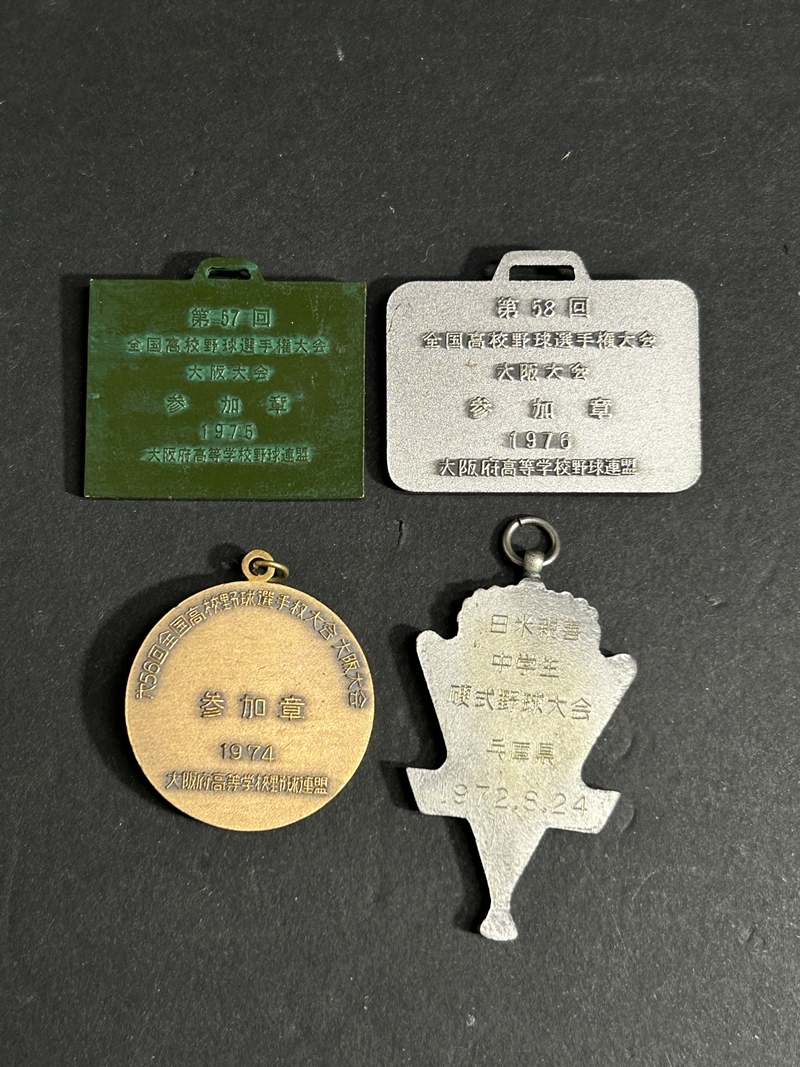 第57回
全国高校野球選手権大会
大阪大会
参加章
1975
大阪府高等学校野球連盟
第58回
全国高校野球選手権大会
大阪大会
参加章
1976
大阪府高等学校野球連盟
第56回全国高校野球選手权大会 大阪大会
参加章
1974
大阪府高等学校野球連盟
日米親善
中学生
硬式野球大会
兵庫県
1972.8.24